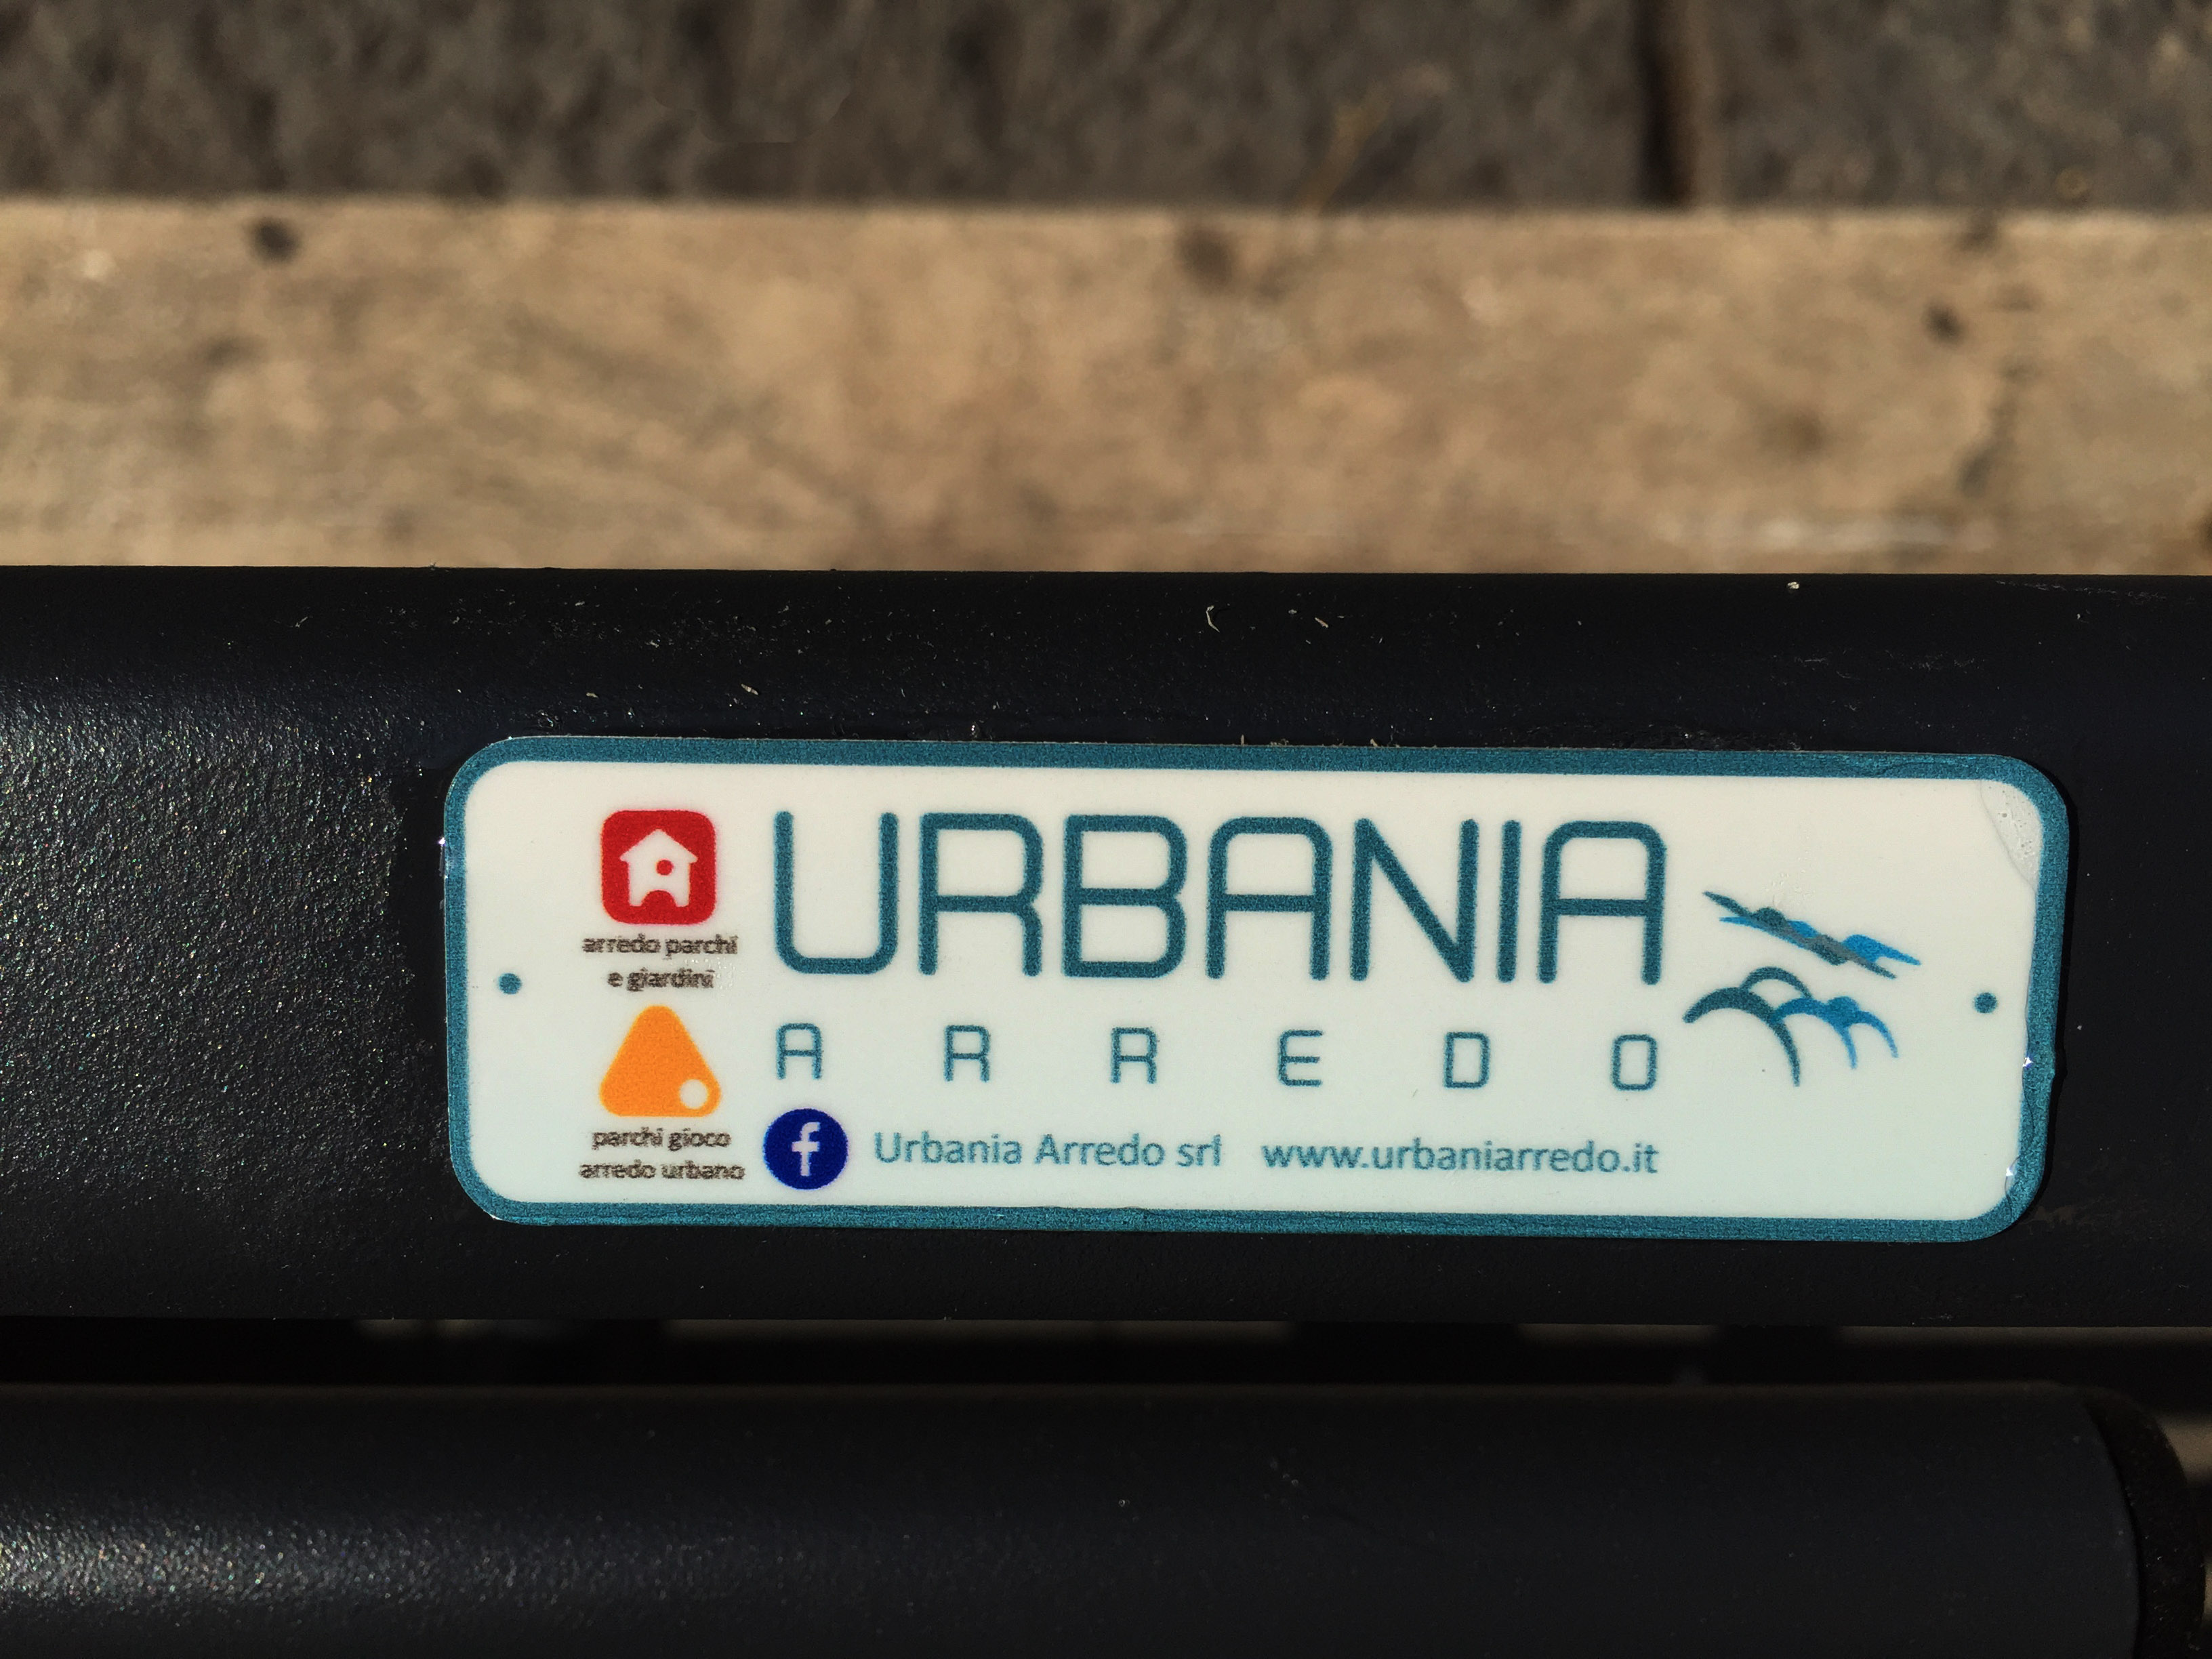 URBANIA
ARREDO
arredo parchi
e giardini
parchi gioco
arredo urbano
f Urbania Arredo srl www.urbaniarredo.it